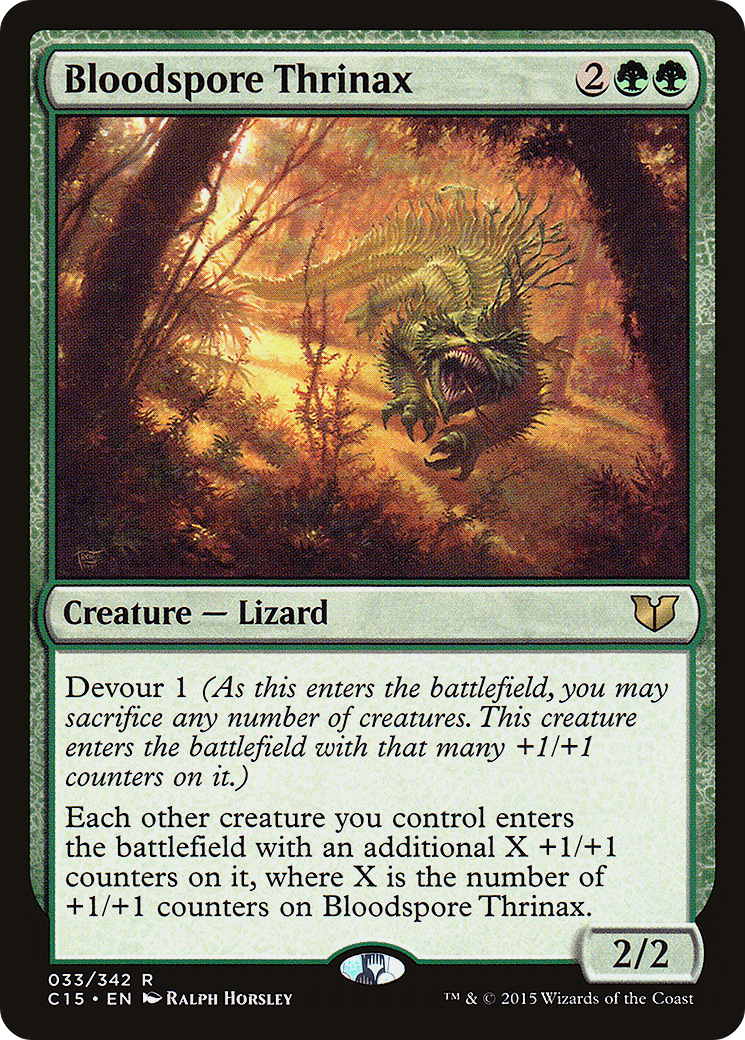 Bloodspore Thrinax 2
Creature — Lizard
Devour 1 (As this enters the battlefield, you may
sacrifice any number of creatures. This creature
enters the battlefield with that many +1/+1
counters on it.)
Each other creature you control enters
the battlefield with an additional X +1/+1
counters on it, where X is the number of
+1/+1 counters on Bloodspore Thrinax.
2/2
033/342 R
C15 • EN Ralph Horsley
™ & © 2015 Wizards of the Coast